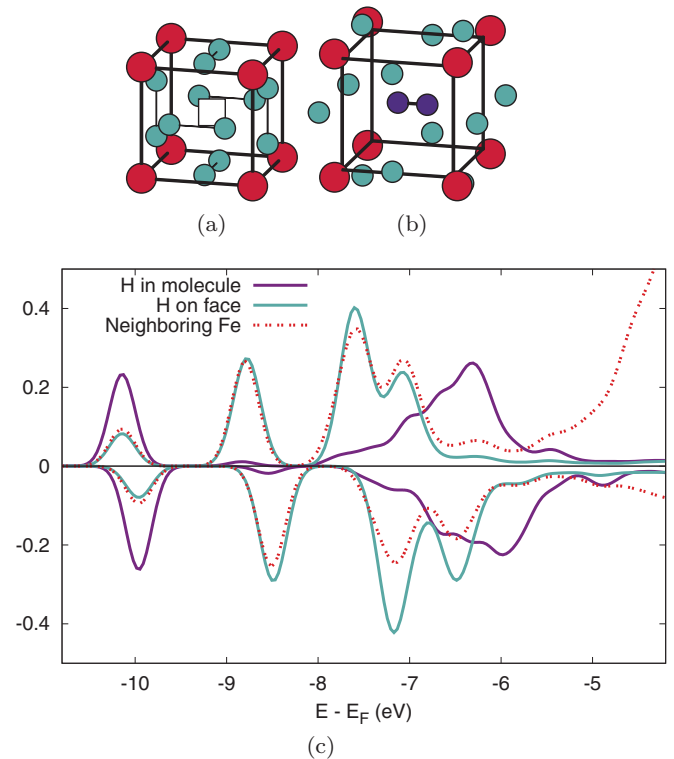 (a)
(b)
H in molecule
H on face
Neighboring Fe
0.4
0.2
0
-0.2
-0.4
-10
-9
-8
-7
-6
-5
E - E_F (eV)
(c)